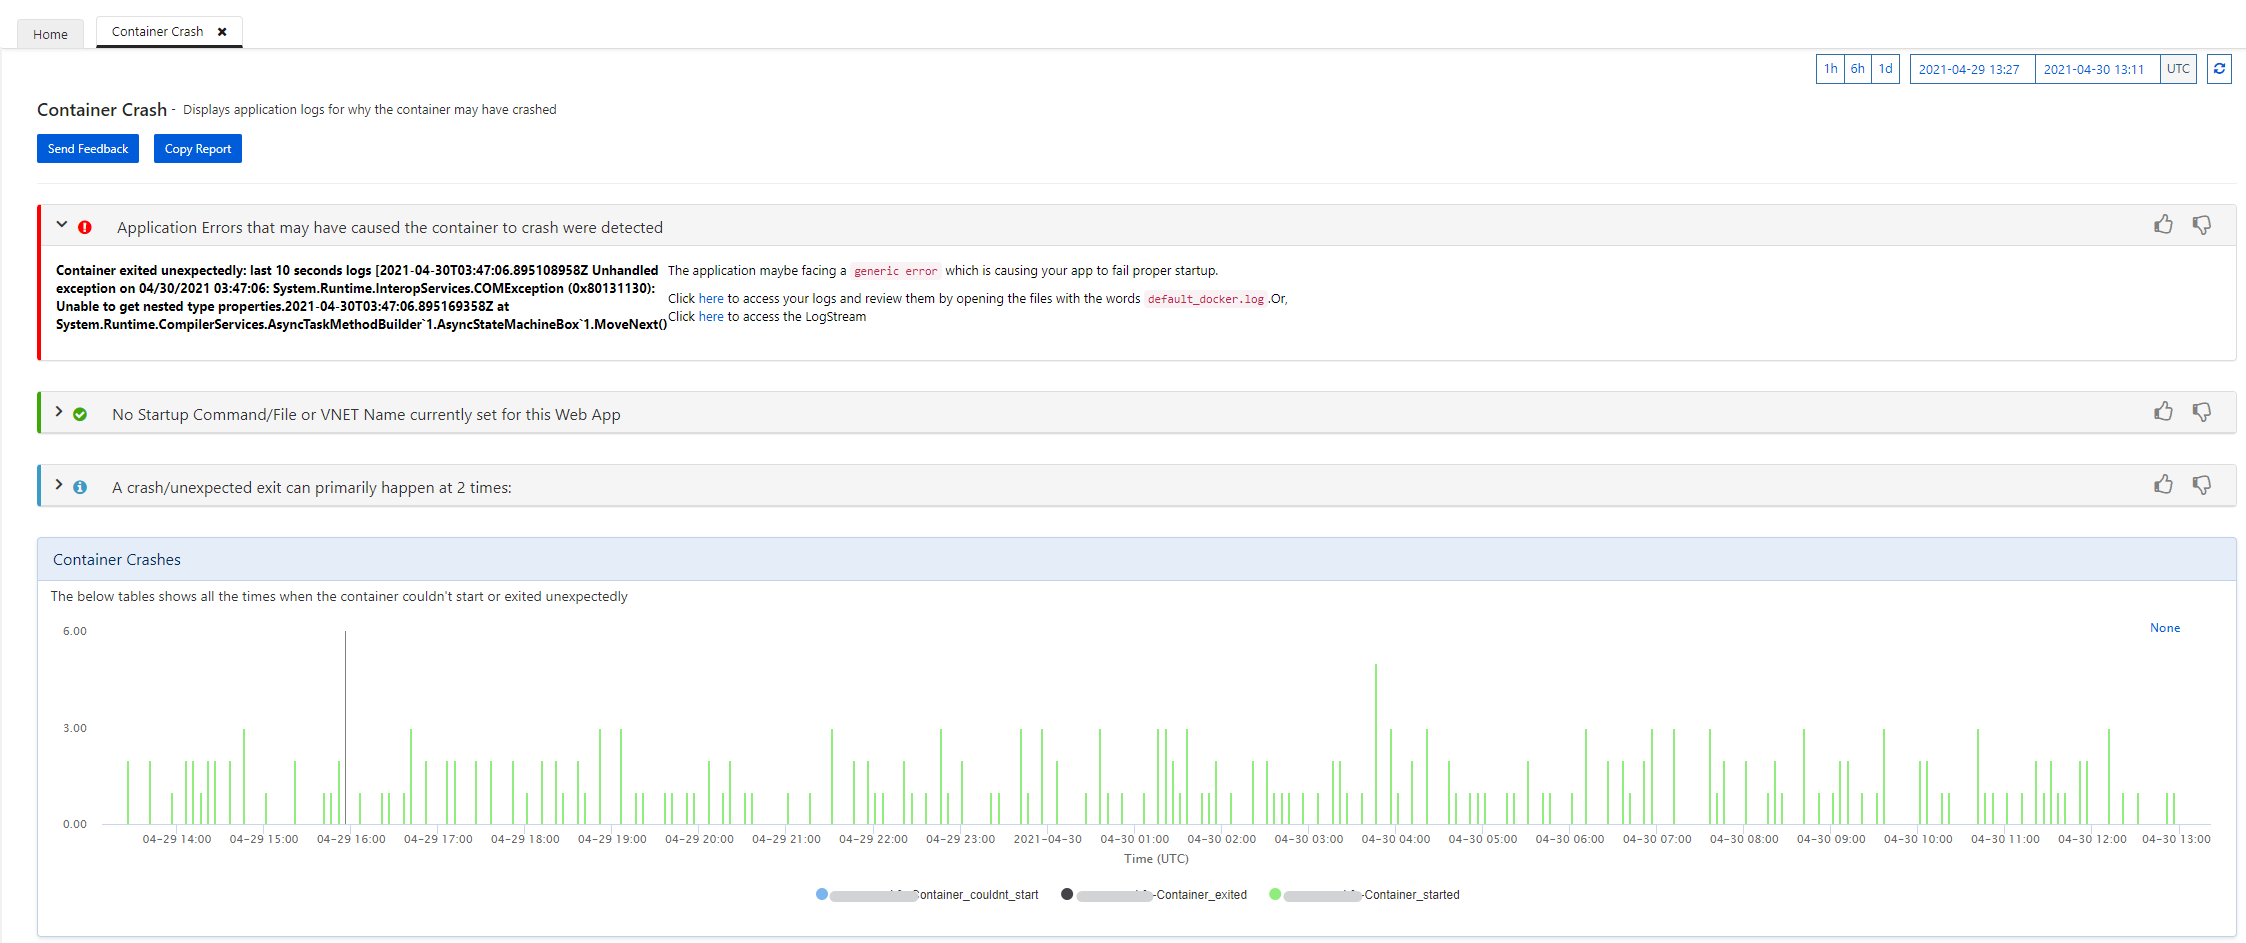 Home
Container Crash ✖
1h 6h 1d 2021-04-29 13:27 2021-04-30 13:11 UTC
Container Crash - Displays application logs for why the container may have crashed
Send Feedback Copy Report
Application Errors that may have caused the container to crash were detected
Container exited unexpectedly: last 10 seconds logs [2021-04-30T03:47:06.895108958Z Unhandled
exception on 04/30/2021 03:47:06: System.Runtime.InteropServices.COMException (0x80131130):
Unable to get nested type properties.2021-04-30T03:47:06.895169358Z at
System.Runtime.CompilerServices.AsyncTaskMethodBuilder`1.AsyncStateMachineBox`1.MoveNext()
The application maybe facing a generic error which is causing your app to fail proper startup.
Click here to access your logs and review them by opening the files with the words default_docker.log.Or,
Click here to access the LogStream
No Startup Command/File or VNET Name currently set for this Web App
A crash/unexpected exit can primarily happen at 2 times:
Container Crashes
The below tables shows all the times when the container couldn't start or exited unexpectedly
None
6.00
3.00
0.00
04-29 14:00 04-29 15:00 04-29 16:00 04-29 17:00 04-29 18:00 04-29 19:00 04-29 20:00 04-29 21:00 04-29 22:00 04-29 23:00 2021-04-30 04-30 01:00 04-30 02:00 04-30 03:00 04-30 04:00 04-30 05:00 04-30 06:00 04-30 07:00 04-30 08:00 04-30 09:00 04-30 10:00 04-30 11:00 04-30 12:00 04-30 13:00
Time (UTC)
Container_couldnt_start -Container_exited -Container_started